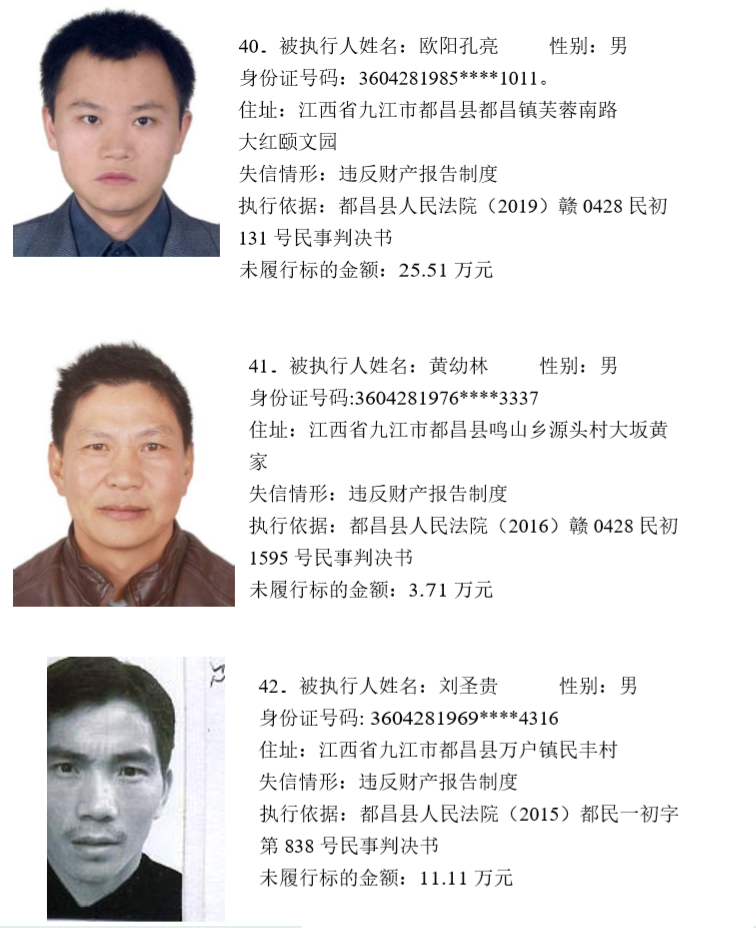 40．被执行人姓名：欧阳孔亮 性别：男
身份证号码：3604281985****1011。
住址：江西省九江市都昌县都昌镇芙蓉南路
大红颐文园
失信情形：违反财产报告制度
执行依据：都昌县人民法院（2019）赣 0428 民初
131 号民事判决书
未履行标的金额：25.51 万元
41．被执行人姓名：黄幼林 性别：男
身份证号码:3604281976****3337
住址：江西省九江市都昌县鸣山乡源头村大坂黄
家
失信情形：违反财产报告制度
执行依据：都昌县人民法院（2016）赣 0428 民初
1595 号民事判决书
未履行标的金额：3.71 万元
42．被执行人姓名：刘圣贵 性别：男
身份证号码: 3604281969****4316
住址：江西省九江市都昌县万户镇民丰村
失信情形：违反财产报告制度
执行依据：都昌县人民法院（2015）都民一初字
第 838 号民事判决书
未履行标的金额：11.11 万元